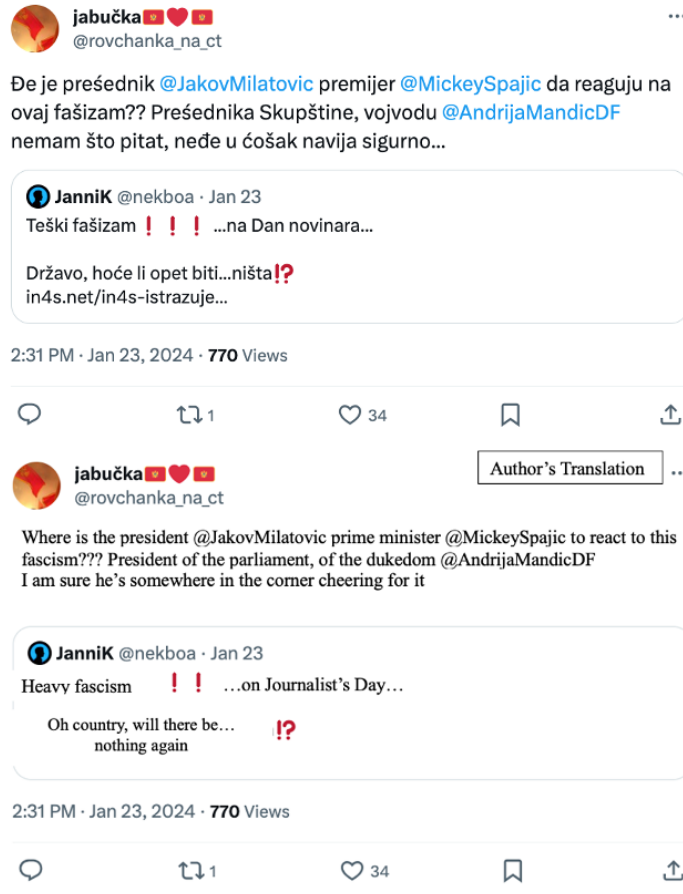 jabučka🇲🇪❤️🇲🇪
@rovchanka_na_ct
Đe je preśednik @JakovMilatovic premijer @MickeySpajic da reaguju na
ovaj fašizam?? Preśednika Skupštine, vojvodu @AndrijaMandicDF
nemam što pitat, neđe u ćošak navija sigurno...
JanniK @nekboa · Jan 23
Teški fašizam❗❗❗...na Dan novinara...
Državo, hoće li opet biti...ništa⁉️
in4s.net/in4s-istrazuje...
2:31 PM · Jan 23, 2024 · 770 Views
1 34
jabučka🇲🇪❤️🇲🇪
Author's Translation
@rovchanka_na_ct
Where is the president @JakovMilatovic prime minister @MickeySpajic to react to this
fascism??? President of the parliament, of the dukedom @AndrijaMandicDF
I am sure he's somewhere in the corner cheering for it
JanniK @nekboa · Jan 23
Heavy fascism ❗❗ ...on Journalist's Day...
Oh country, will there be... ⁉️
nothing again
2:31 PM · Jan 23, 2024 · 770 Views
1 34